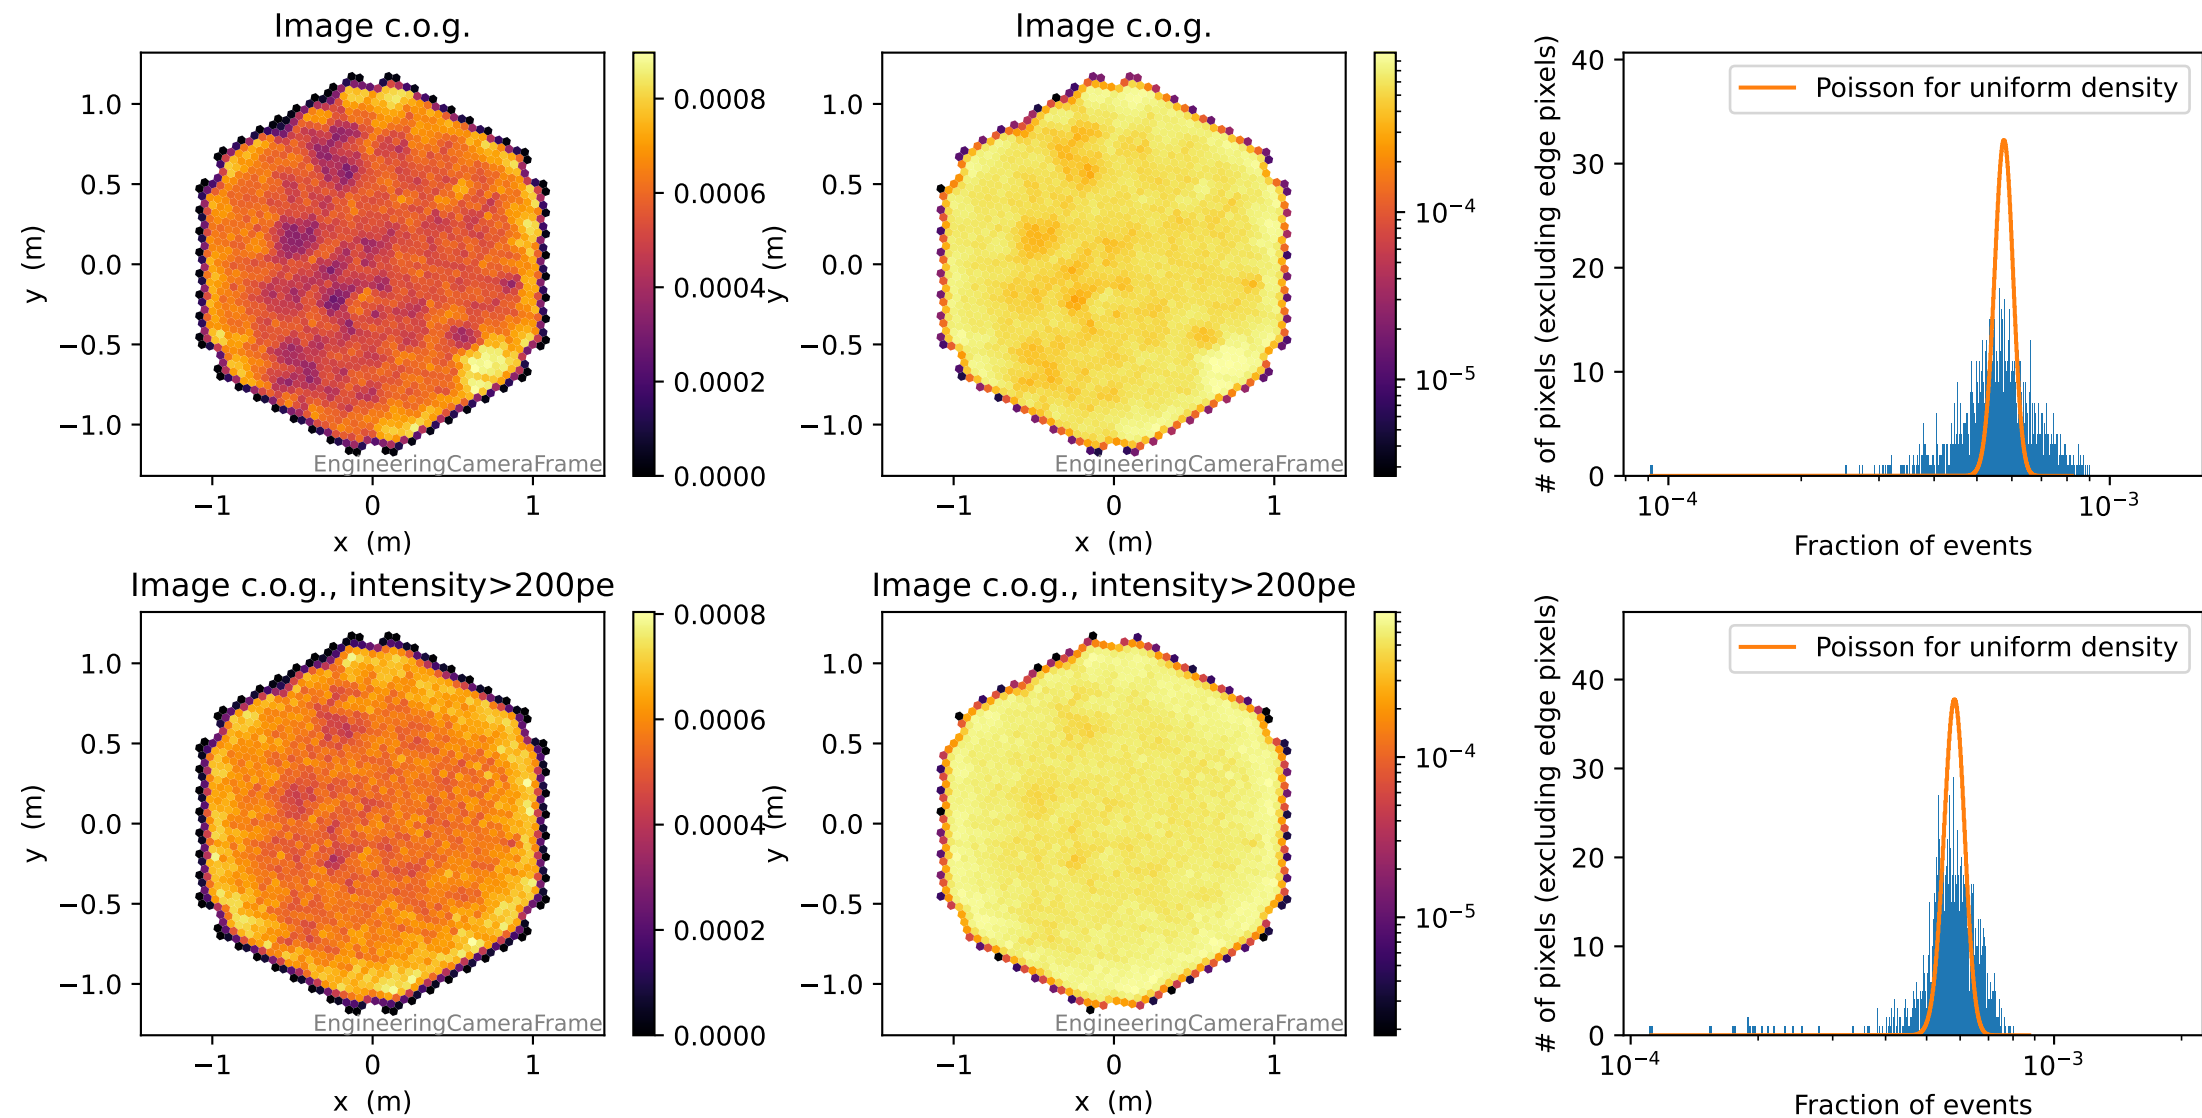 Image c.o.g.
1.0
0.5
0.0
−0.5
−1.0
y (m)
−1
0
1
x (m)
EngineeringCameraFrame
0.0008
0.0006
0.0004
0.0002
0.0000
Image c.o.g.
1.0
0.5
0.0
−0.5
−1.0
y (m)
−1
0
1
x (m)
EngineeringCameraFrame
10⁻⁴
10⁻⁵
# of pixels (excluding edge pixels)
40
30
20
10
0
Poisson for uniform density
10⁻⁴
10⁻³
Fraction of events
Image c.o.g., intensity>200pe
1.0
0.5
0.0
−0.5
−1.0
y (m)
−1
0
1
x (m)
EngineeringCameraFrame
0.0008
0.0006
0.0004
0.0002
0.0000
Image c.o.g., intensity>200pe
1.0
0.5
0.0
−0.5
−1.0
y (m)
−1
0
1
x (m)
EngineeringCameraFrame
10⁻⁴
10⁻⁵
# of pixels (excluding edge pixels)
40
30
20
10
0
Poisson for uniform density
10⁻⁴
10⁻³
Fraction of events